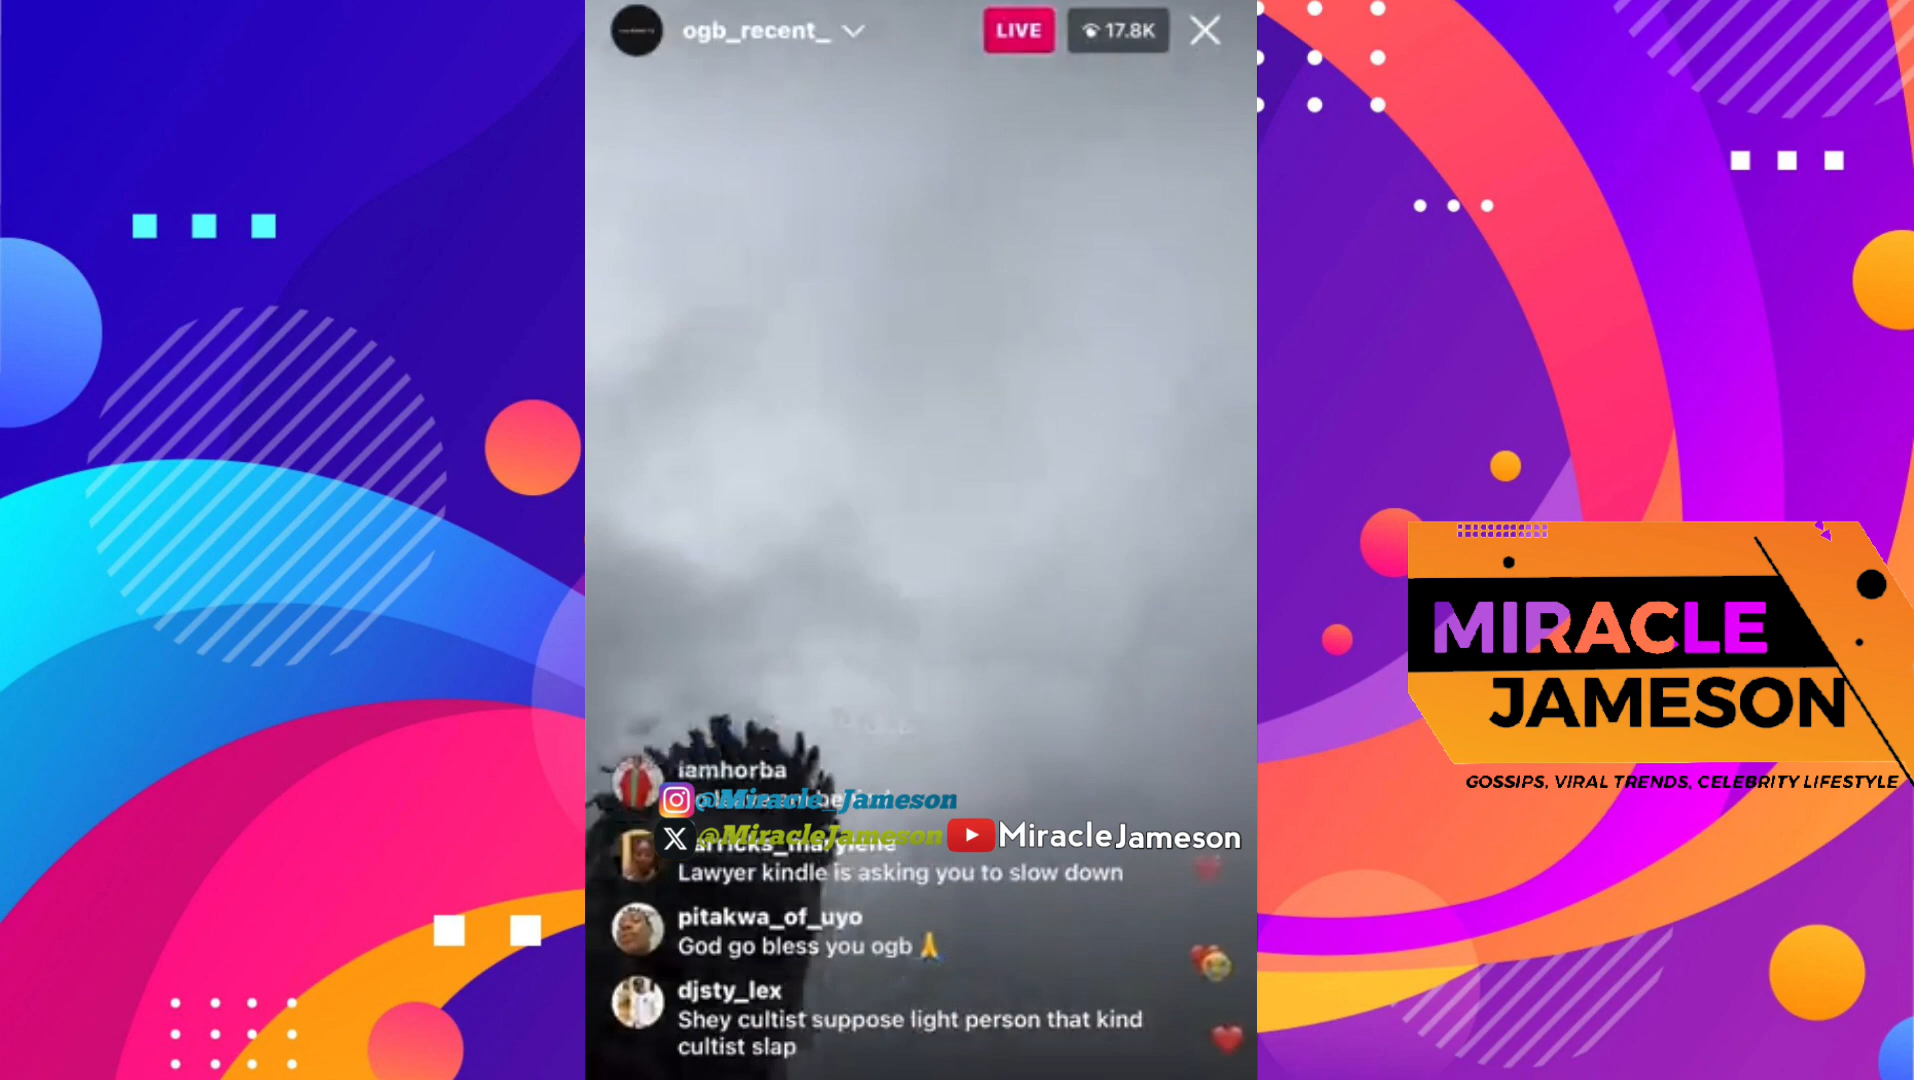 ogb_recent_
LIVE
17.8K
iamhorba
@Miracle_Jameson
@MiracleJameson
MiracleJameson
Lawyer kindle is asking you to slow down
pitakwa_of_uyo
God go bless you ogb 🙏
djsty_lex
Shey cultist suppose light person that kind
cultist slap
MIRACLE
JAMESON
GOSSIPS, VIRAL TRENDS, CELEBRITY LIFESTYLE